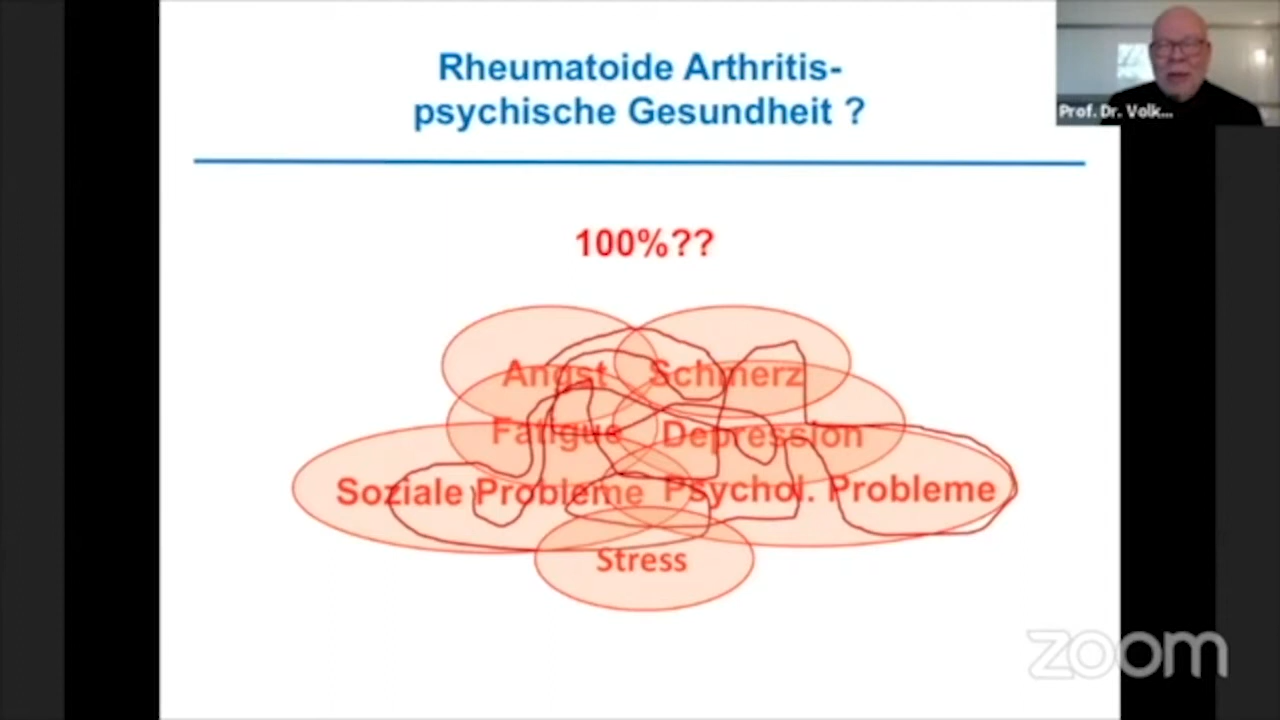 Rheumatoide Arthritis-
psychische Gesundheit ?
Prof. Dr. Volk...
100%??
Angst
Schmerz
Fatigue
Depression
Soziale Probleme
Psychol. Probleme
Stress
zoom